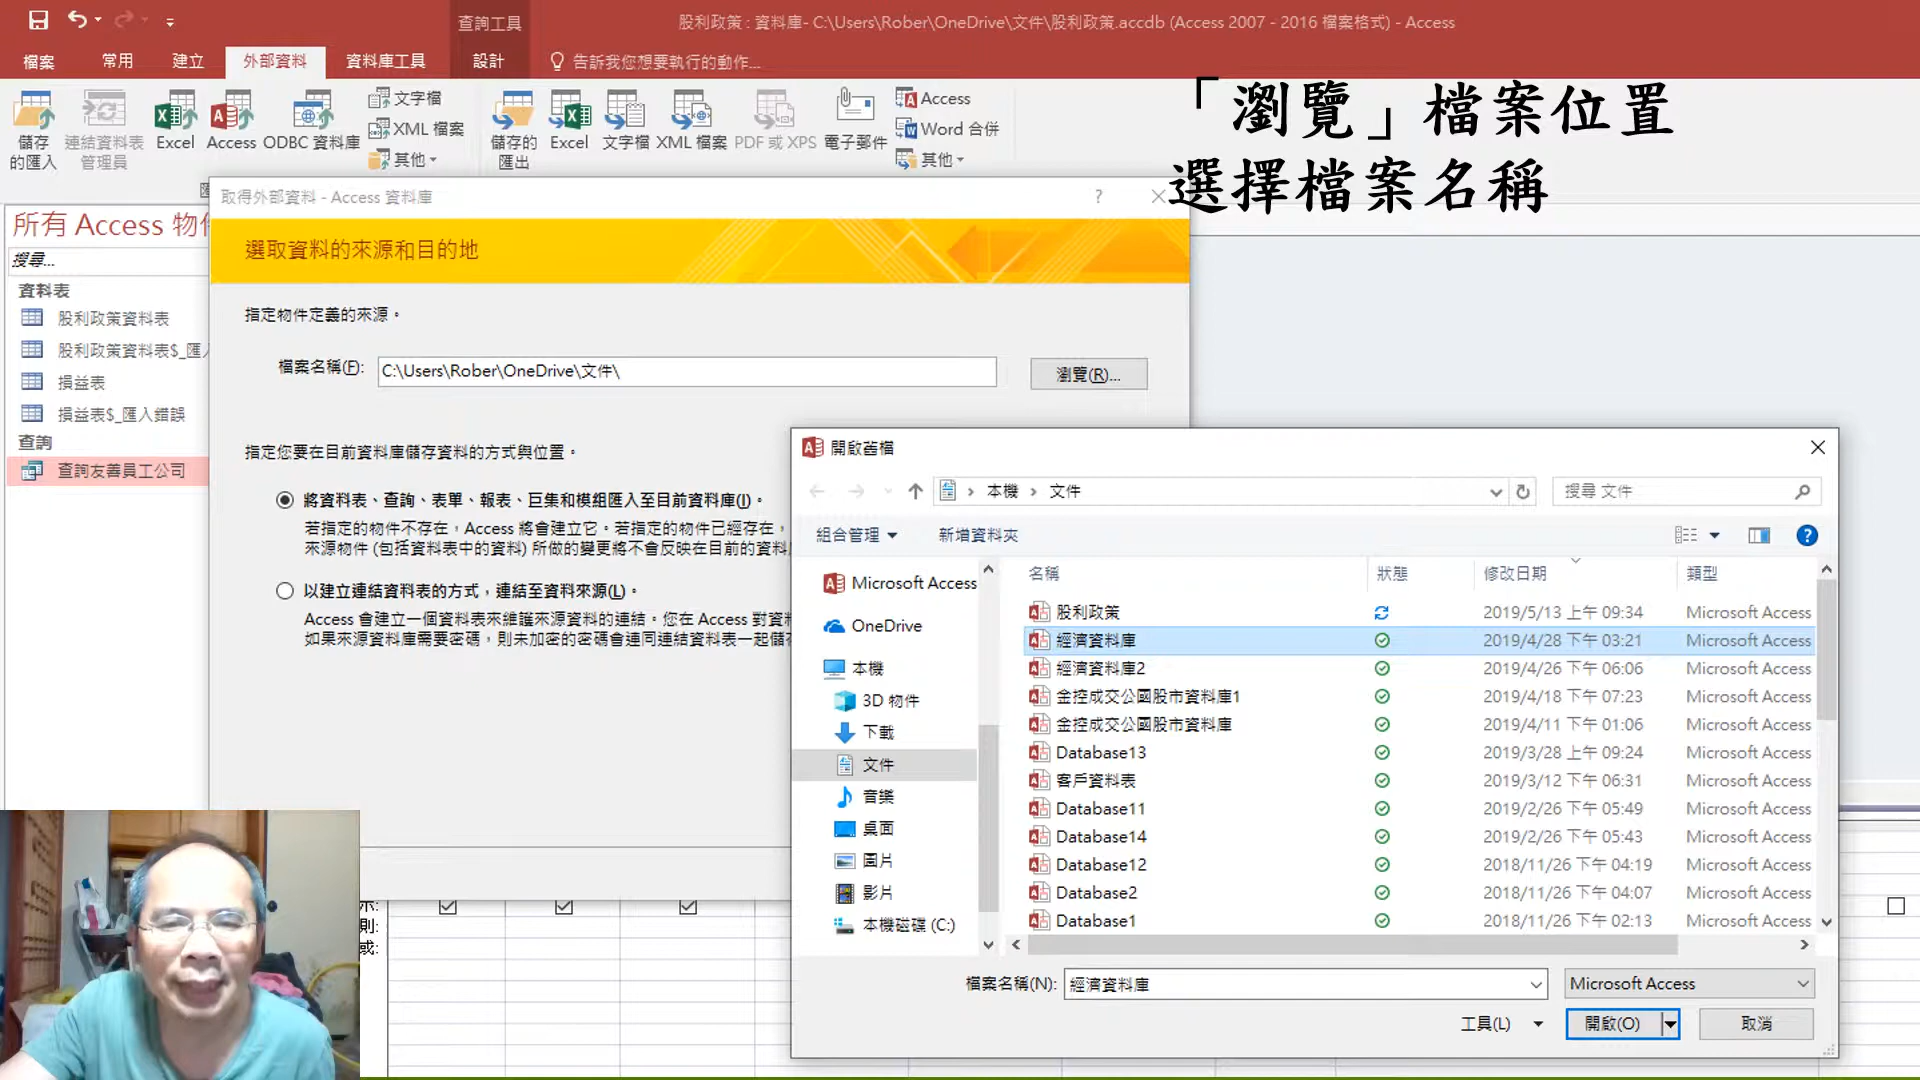 查詢工具
股利政策 : 資料庫- C:\Users\Rober\OneDrive\文件\股利政策.accdb (Access 2007 - 2016 檔案格式) - Access
檔案
常用
建立
外部資料
資料庫工具
設計
告訴我您想要執行的動作...
儲存
的匯入
連結資料表
管理員
Excel
Access
ODBC 資料庫
文字檔
XML 檔案
其他
儲存的
匯出
Excel
文字檔
XML 檔案
PDF 或 XPS
電子郵件
Access
Word 合併
其他
「瀏覽」檔案位置
選擇檔案名稱
所有 Access 物件
搜尋...
資料表
股利政策資料表
股利政策資料表$_匯入
損益表
損益表$_匯入錯誤
查詢
查詢友善員工公司
取得外部資料 - Access 資料庫
?
選取資料的來源和目的地
指定物件定義的來源。
檔案名稱(F):
C:\Users\Rober\OneDrive\文件\
瀏覽(R)...
指定您要在目前資料庫儲存資料的方式與位置。
將資料表、查詢、表單、報表、巨集和模組匯入至目前資料庫(I)。
若指定的物件不存在，Access 將會建立它。若指定的物件已經存在，
來源物件 (包括資料表中的資料) 所做的變更將不會反映在目前的資料
以建立連結資料表的方式，連結至資料來源(L)。
Access 會建立一個資料表來維護來源資料的連結。您在 Access 對資料
如果來源資料庫需要密碼，則未加密的密碼會連同連結資料表一起儲存
開啟舊檔
本機 › 文件
搜尋 文件
組合管理
新增資料夾
Microsoft Access
OneDrive
本機
3D 物件
下載
文件
音樂
桌面
圖片
影片
本機磁碟 (C:)
名稱 狀態 修改日期 類型
股利政策 2019/5/13 上午 09:34 Microsoft Access
經濟資料庫 2019/4/28 下午 03:21 Microsoft Access
經濟資料庫2 2019/4/26 下午 06:06 Microsoft Access
金控成交公國股市資料庫1 2019/4/18 下午 07:23 Microsoft Access
金控成交公國股市資料庫 2019/4/11 下午 01:06 Microsoft Access
Database13 2019/3/28 上午 09:24 Microsoft Access
客戶資料表 2019/3/12 下午 06:31 Microsoft Access
Database11 2019/2/26 下午 05:49 Microsoft Access
Database14 2019/2/26 下午 05:43 Microsoft Access
Database12 2018/11/26 下午 04:19 Microsoft Access
Database2 2018/11/26 下午 04:07 Microsoft Access
Database1 2018/11/26 下午 02:13 Microsoft Access
檔案名稱(N):
經濟資料庫
Microsoft Access
工具(L)
開啟(O)
取消
示:
則:
或: